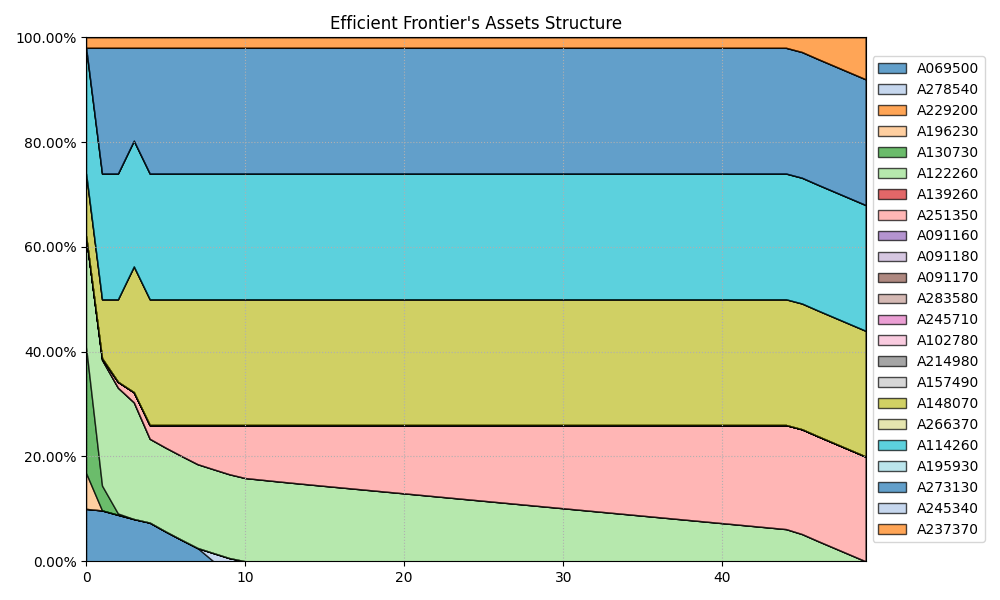 Efficient Frontier's Assets Structure
100.00%
80.00%
60.00%
40.00%
20.00%
0.00%
0
10
20
30
40
A069500
A278540
A229200
A196230
A130730
A122260
A139260
A251350
A091160
A091180
A091170
A283580
A245710
A102780
A214980
A157490
A148070
A266370
A114260
A195930
A273130
A245340
A237370